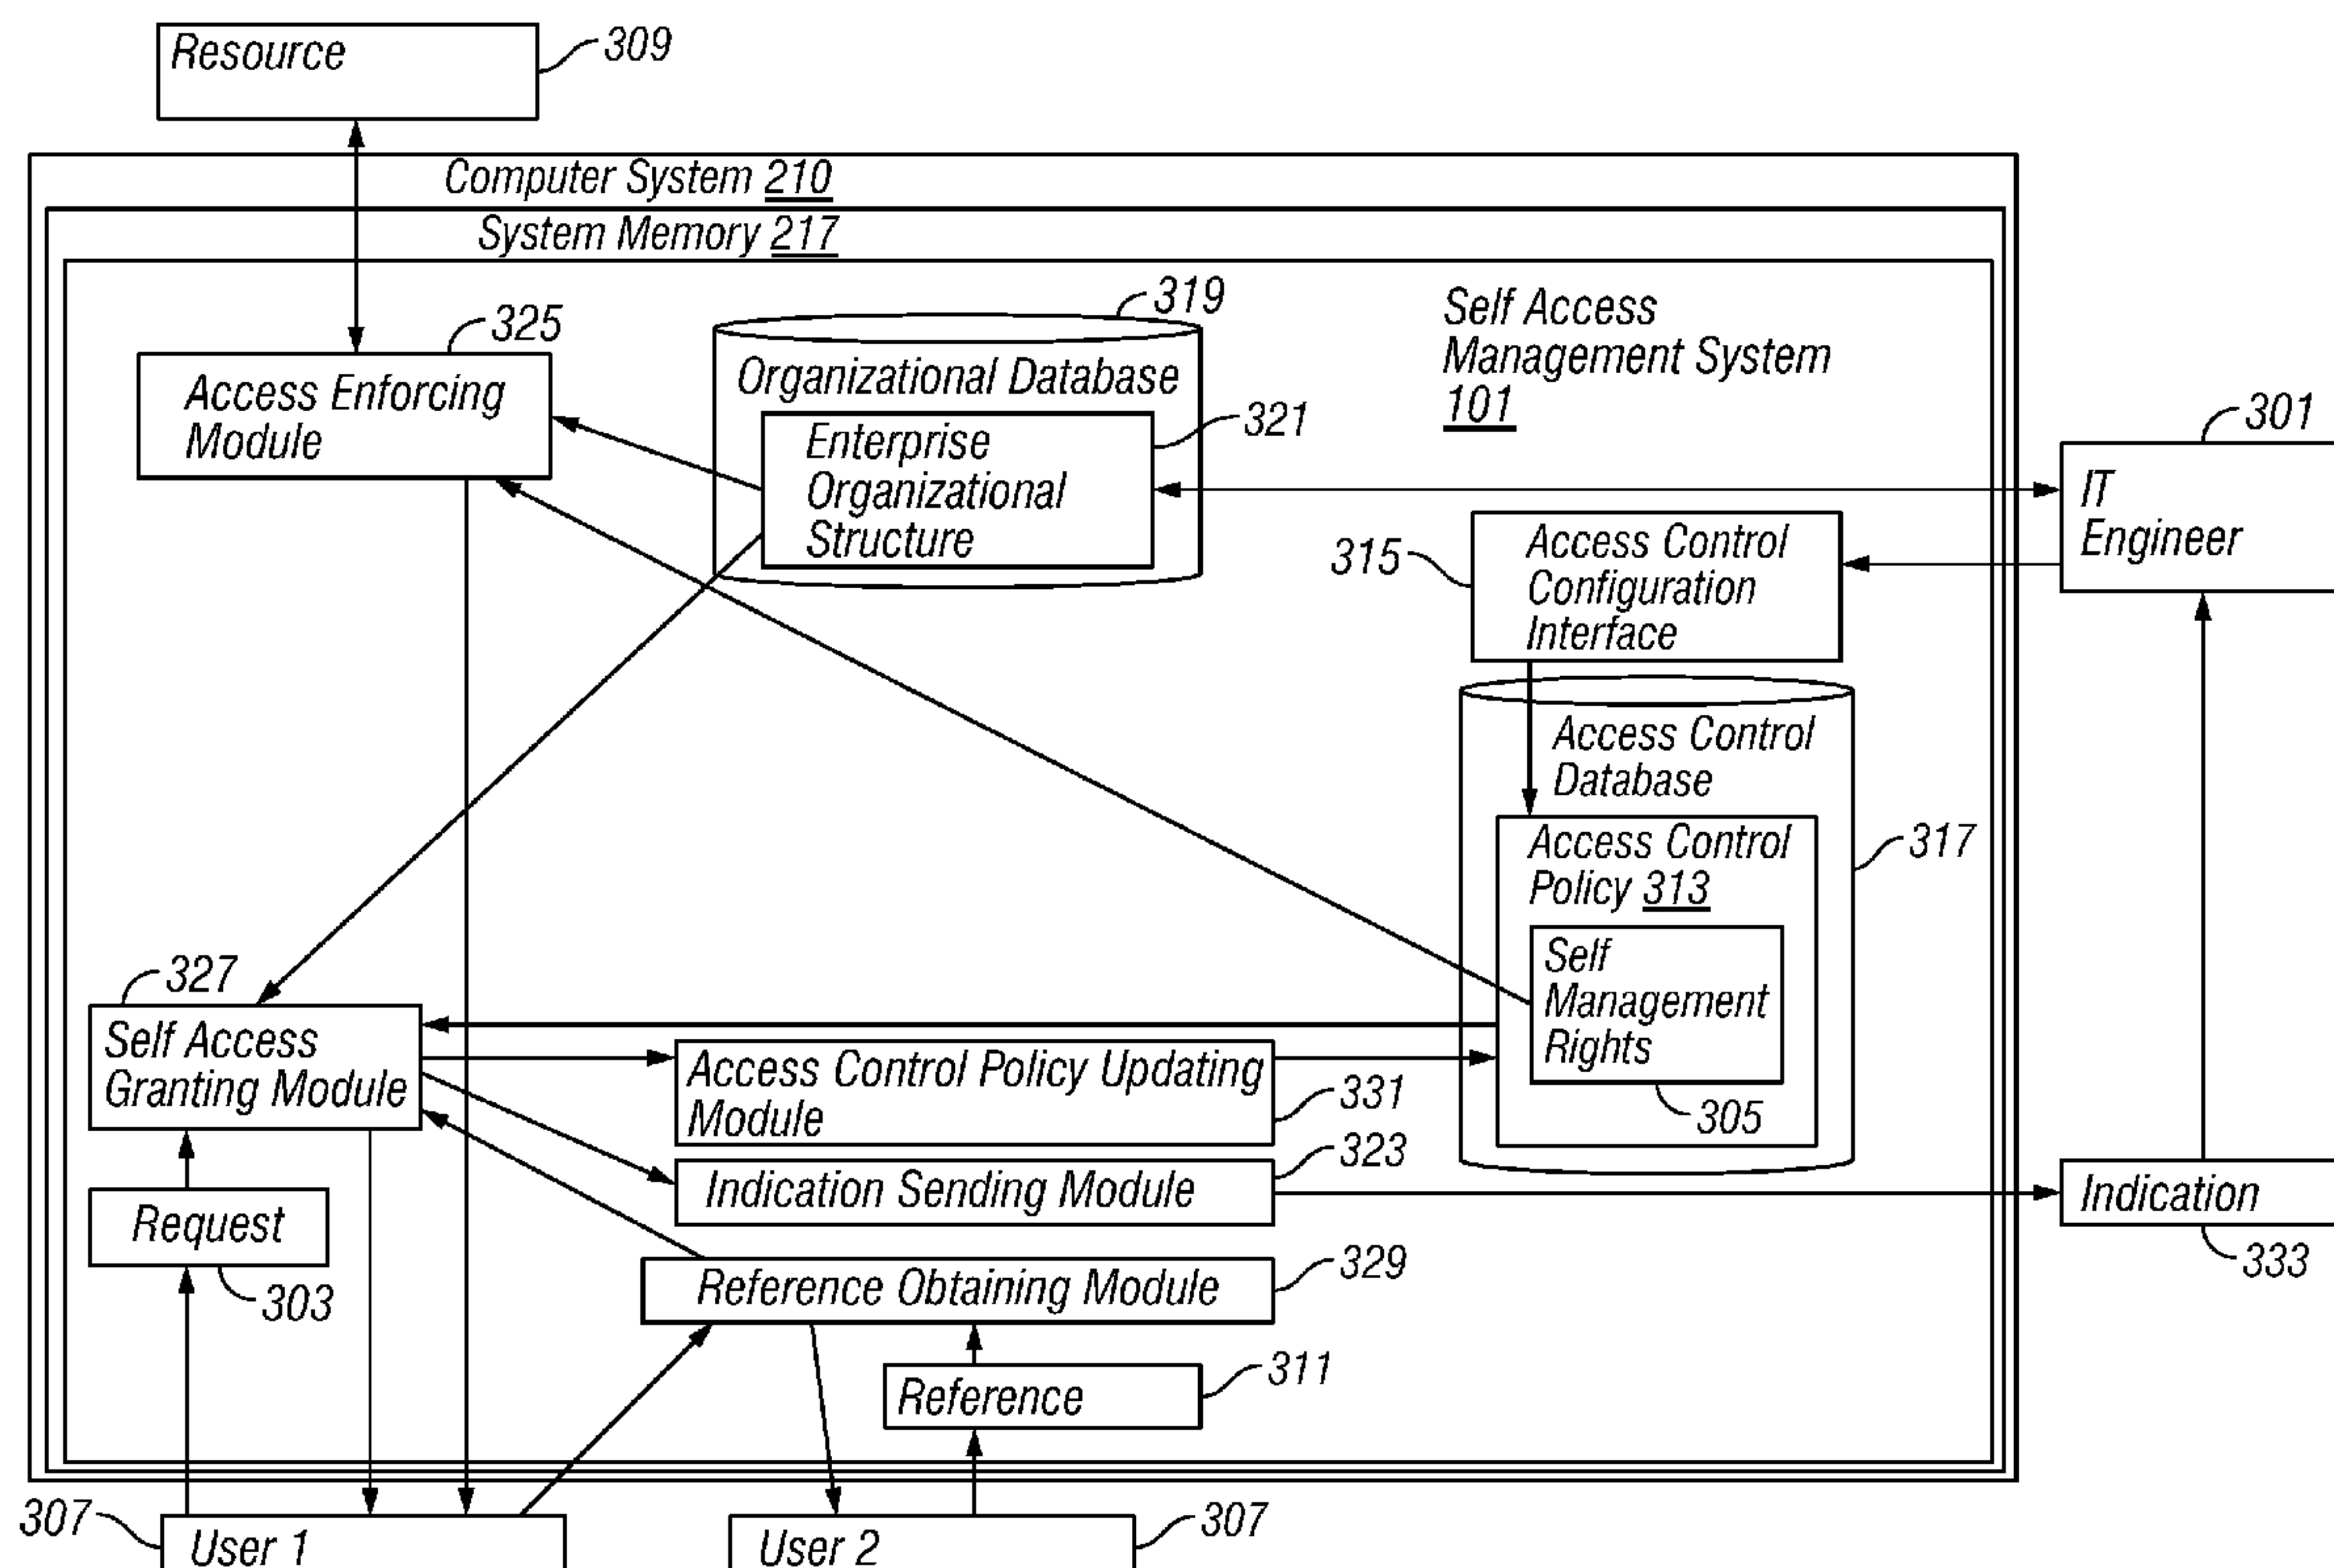 Resource
309
Computer System 210
System Memory 217
319
325
Self Access
Management System
101
Organizational Database
Access Enforcing
Module
321
301
Enterprise
Organizational
Structure
IT
Engineer
315
Access Control
Configuration
Interface
Access Control
Database
Access Control
Policy 313
317
Self
Management
Rights
305
327
Self Access
Granting Module
Access Control Policy Updating
Module
331
323
Indication Sending Module
Indication
333
Request
303
329
Reference Obtaining Module
311
Reference
307
User 1
307
User 2